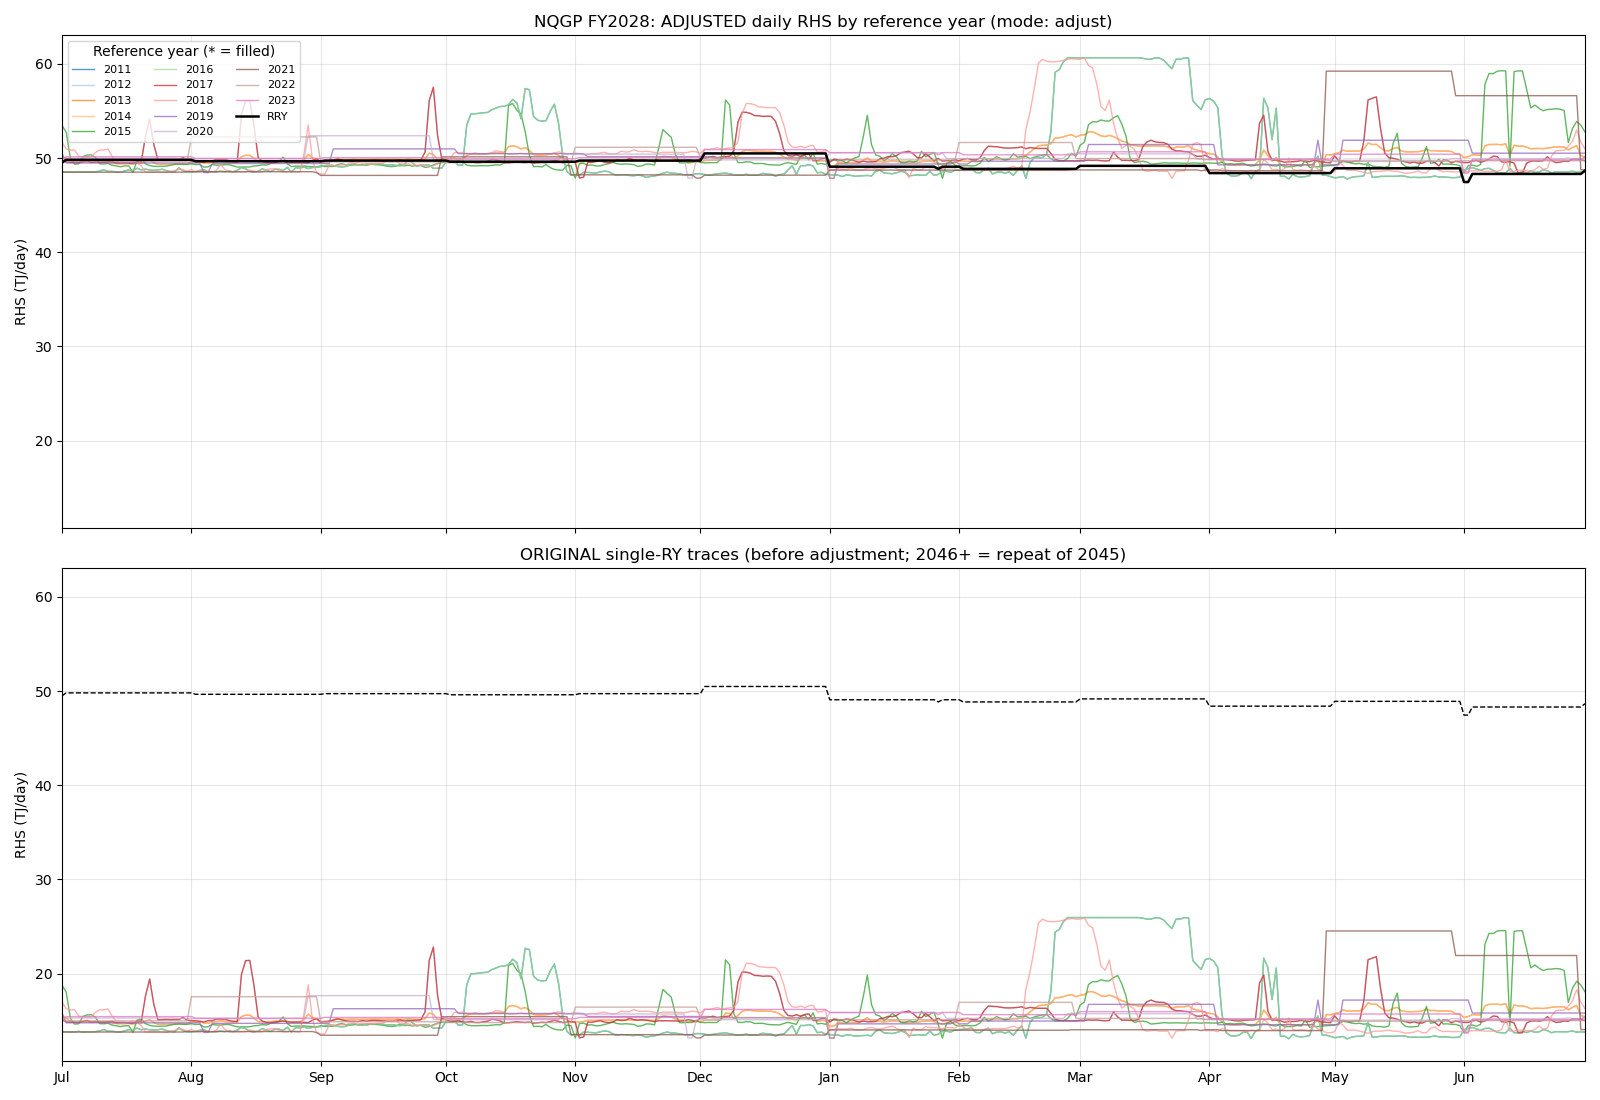 NQGP FY2028: ADJUSTED daily RHS by reference year (mode: adjust)
Reference year (* = filled)
2011 2016 2021
2012 2017 2022
2013 2018 2023
2014 2019 RRY
2015 2020
60
50
40
30
20
RHS (TJ/day)
ORIGINAL single-RY traces (before adjustment; 2046+ = repeat of 2045)
60
50
40
30
20
RHS (TJ/day)
Jul Aug Sep Oct Nov Dec Jan Feb Mar Apr May Jun